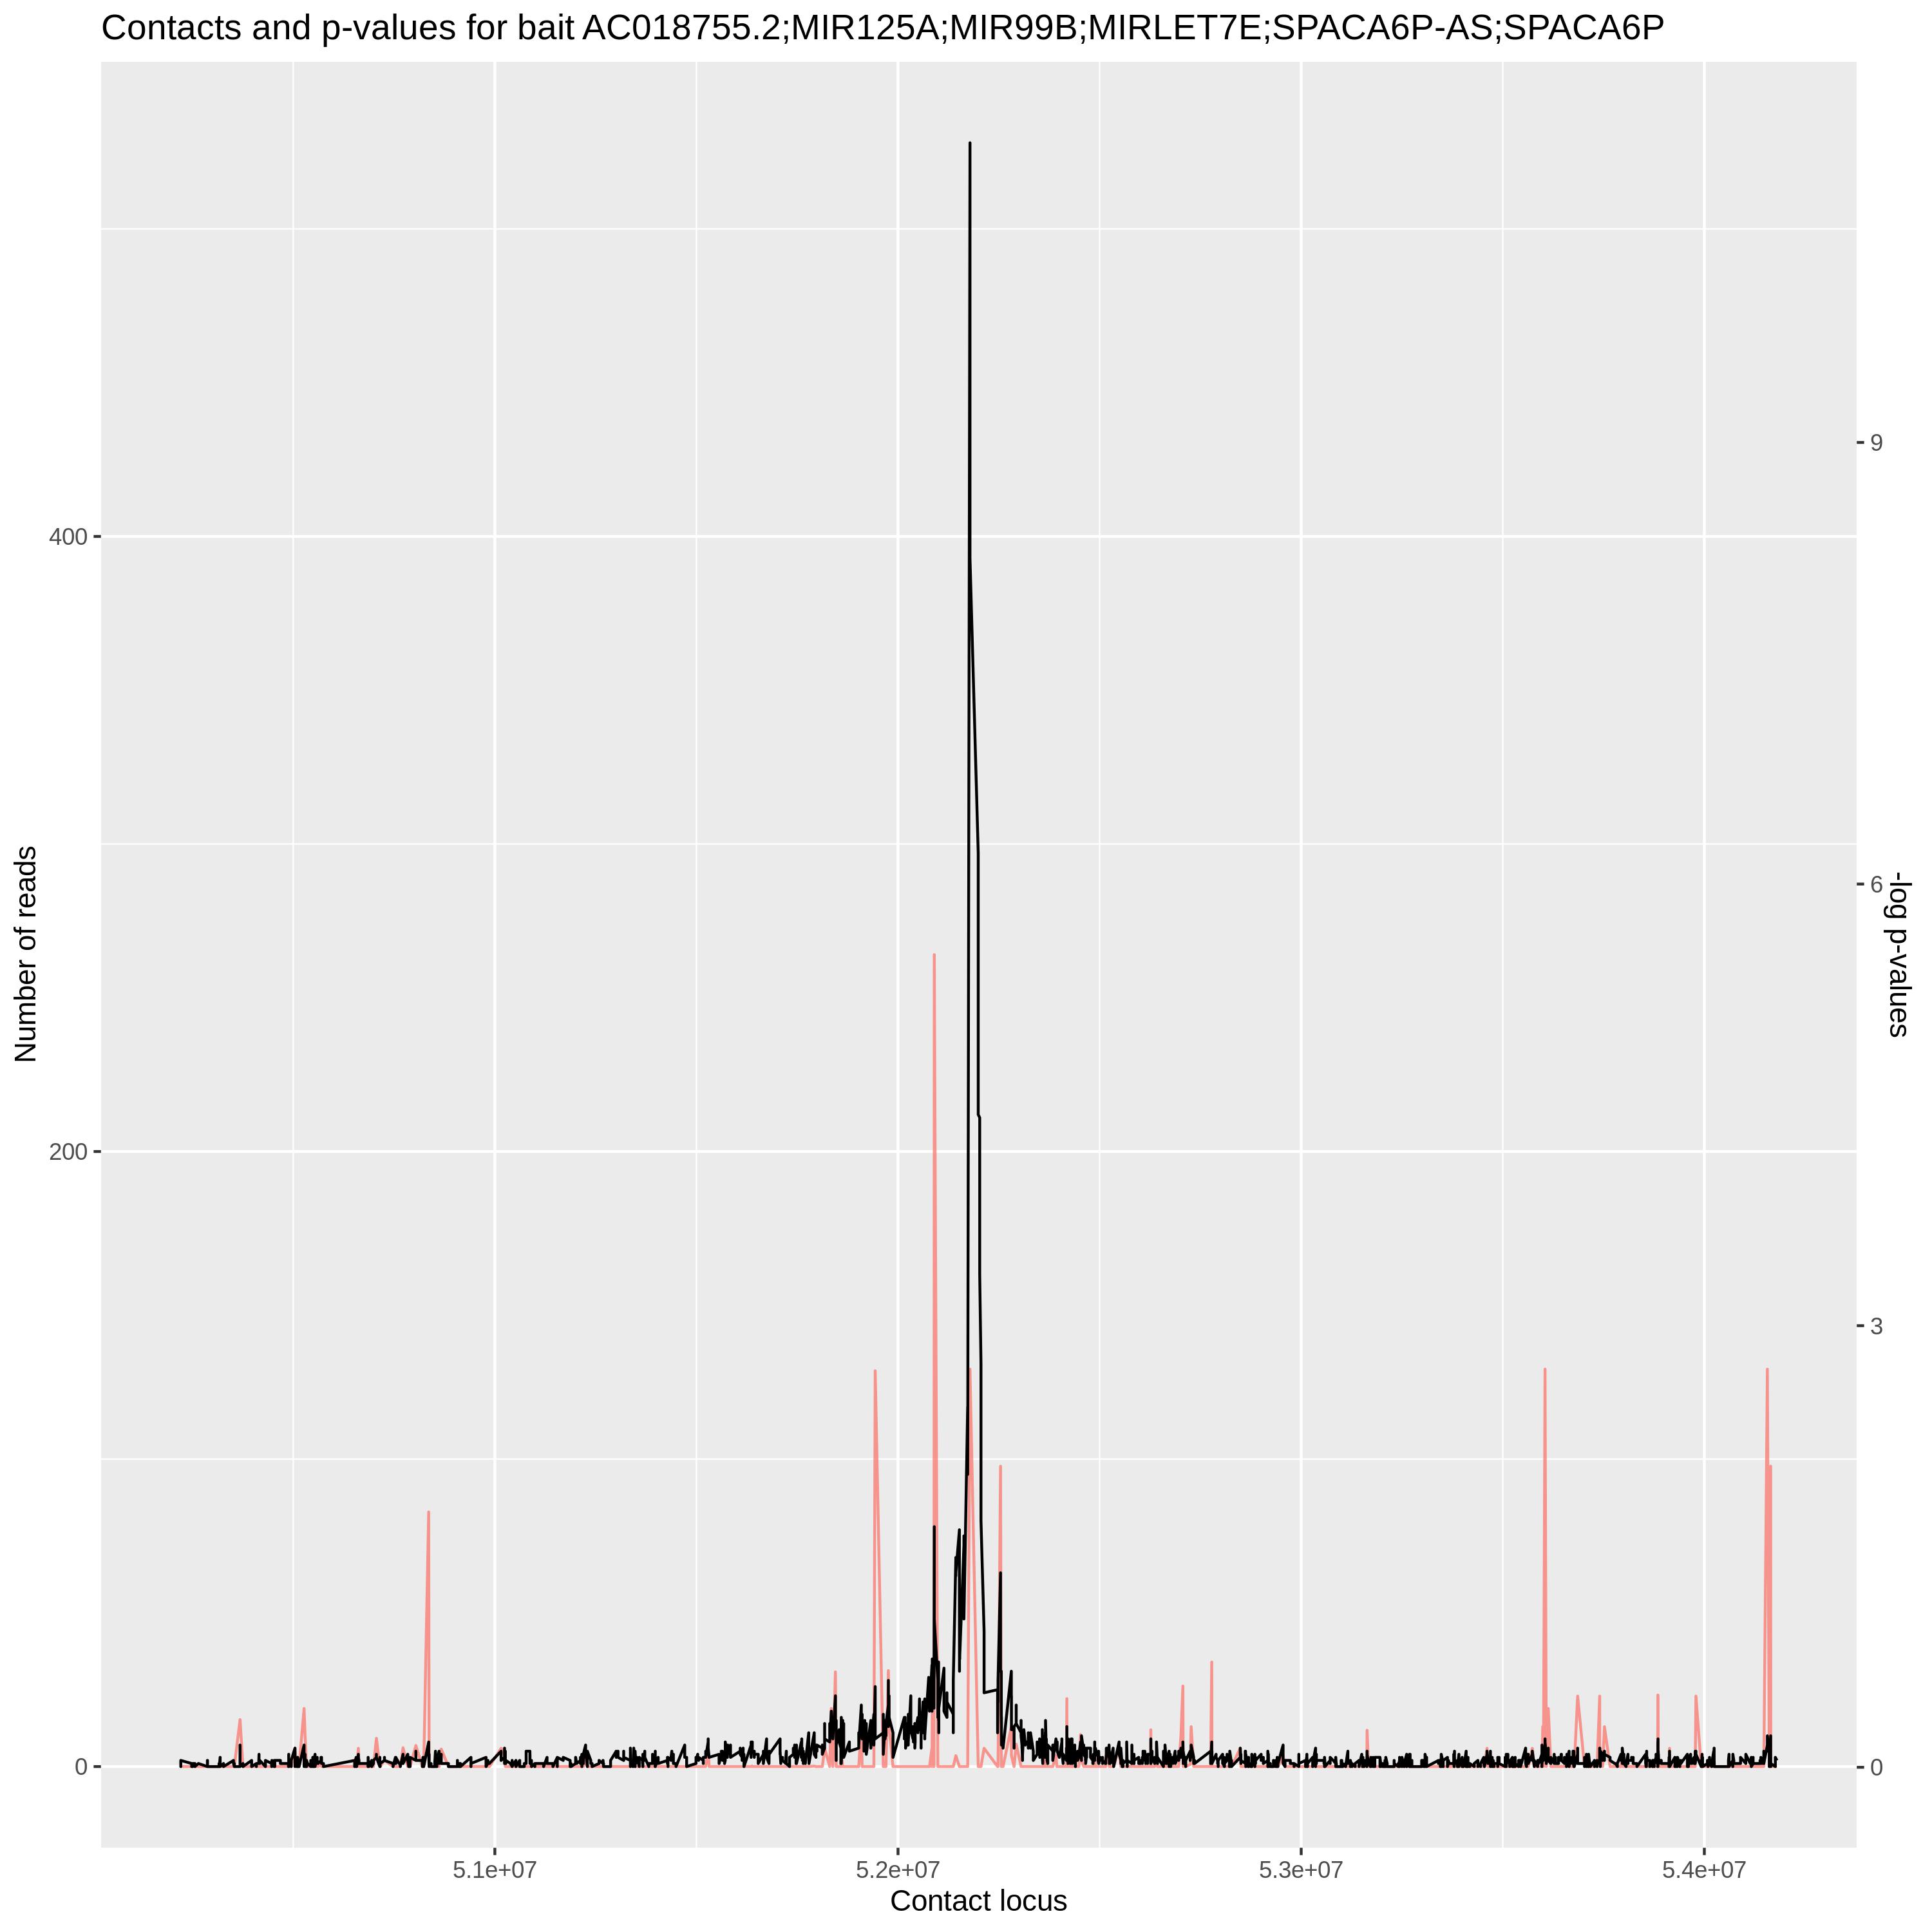 Contacts and p-values for bait AC018755.2;MIR125A;MIR99B;MIRLET7E;SPACA6P-AS;SPACA6P
9
400
6
Number of reads
-log p-values
3
200
0
0
5.1e+07
5.2e+07
5.3e+07
5.4e+07
Contact locus